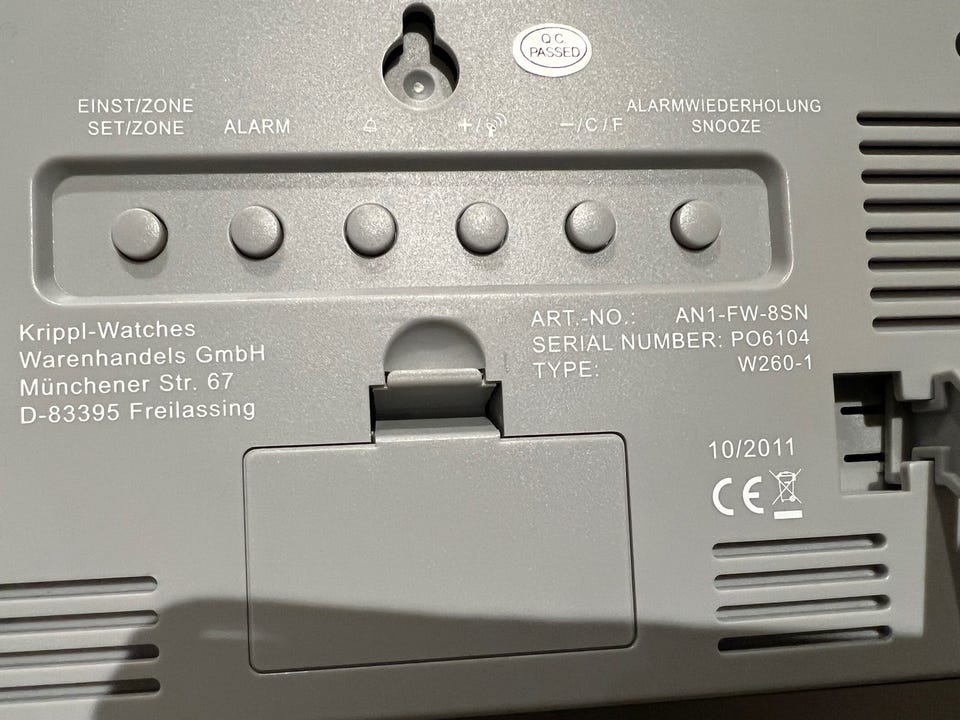 Q.C.
PASSED
EINST/ZONE
SET/ZONE
ALARM
+/
−/C/F
ALARMWIEDERHOLUNG
SNOOZE
Krippl-Watches
Warenhandels GmbH
Münchener Str. 67
D-83395 Freilassing
ART.-NO.: AN1-FW-8SN
SERIAL NUMBER: PO6104
TYPE: W260-1
10/2011
CE